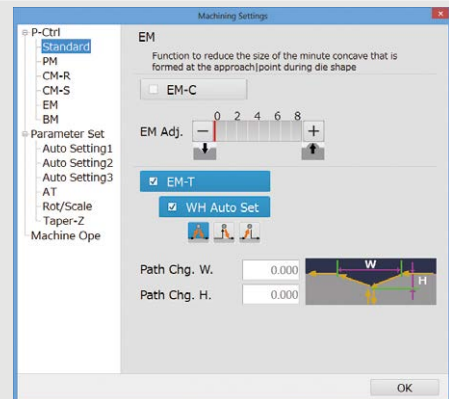 Machining Settings
P-Ctrl
Standard
PM
CM-R
CM-S
EM
BM
Parameter Set
Auto Setting1
Auto Setting2
Auto Setting3
AT
Rot/Scale
Taper-Z
Machine Ope
EM
Function to reduce the size of the minute concave that is
formed at the approach|point during die shape
EM-C
0 2 4 6 8
EM Adj. − +
EM-T
WH Auto Set
Path Chg. W. 0.000
Path Chg. H. 0.000
W
H
OK